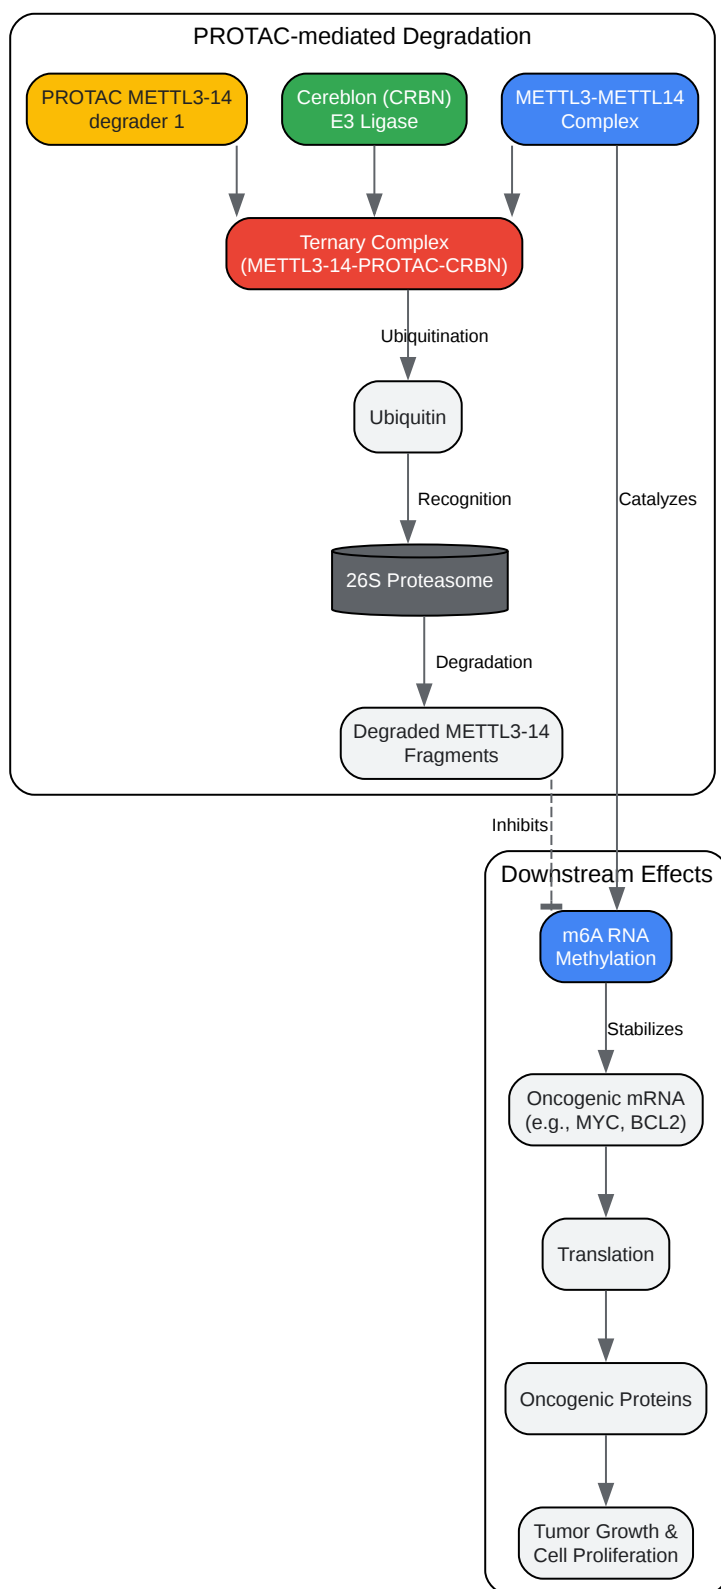 PROTAC-mediated Degradation
PROTAC METTL3-14
degrader 1
Cereblon (CRBN)
E3 Ligase
METTL3-METTL14
Complex
Ternary Complex
(METTL3-14-PROTAC-CRBN)
Ubiquitination
Ubiquitin
Recognition
Catalyzes
26S Proteasome
Degradation
Degraded METTL3-14
Fragments
Inhibits
Downstream Effects
m6A RNA
Methylation
Stabilizes
Oncogenic mRNA
(e.g., MYC, BCL2)
Translation
Oncogenic Proteins
Tumor Growth &
Cell Proliferation